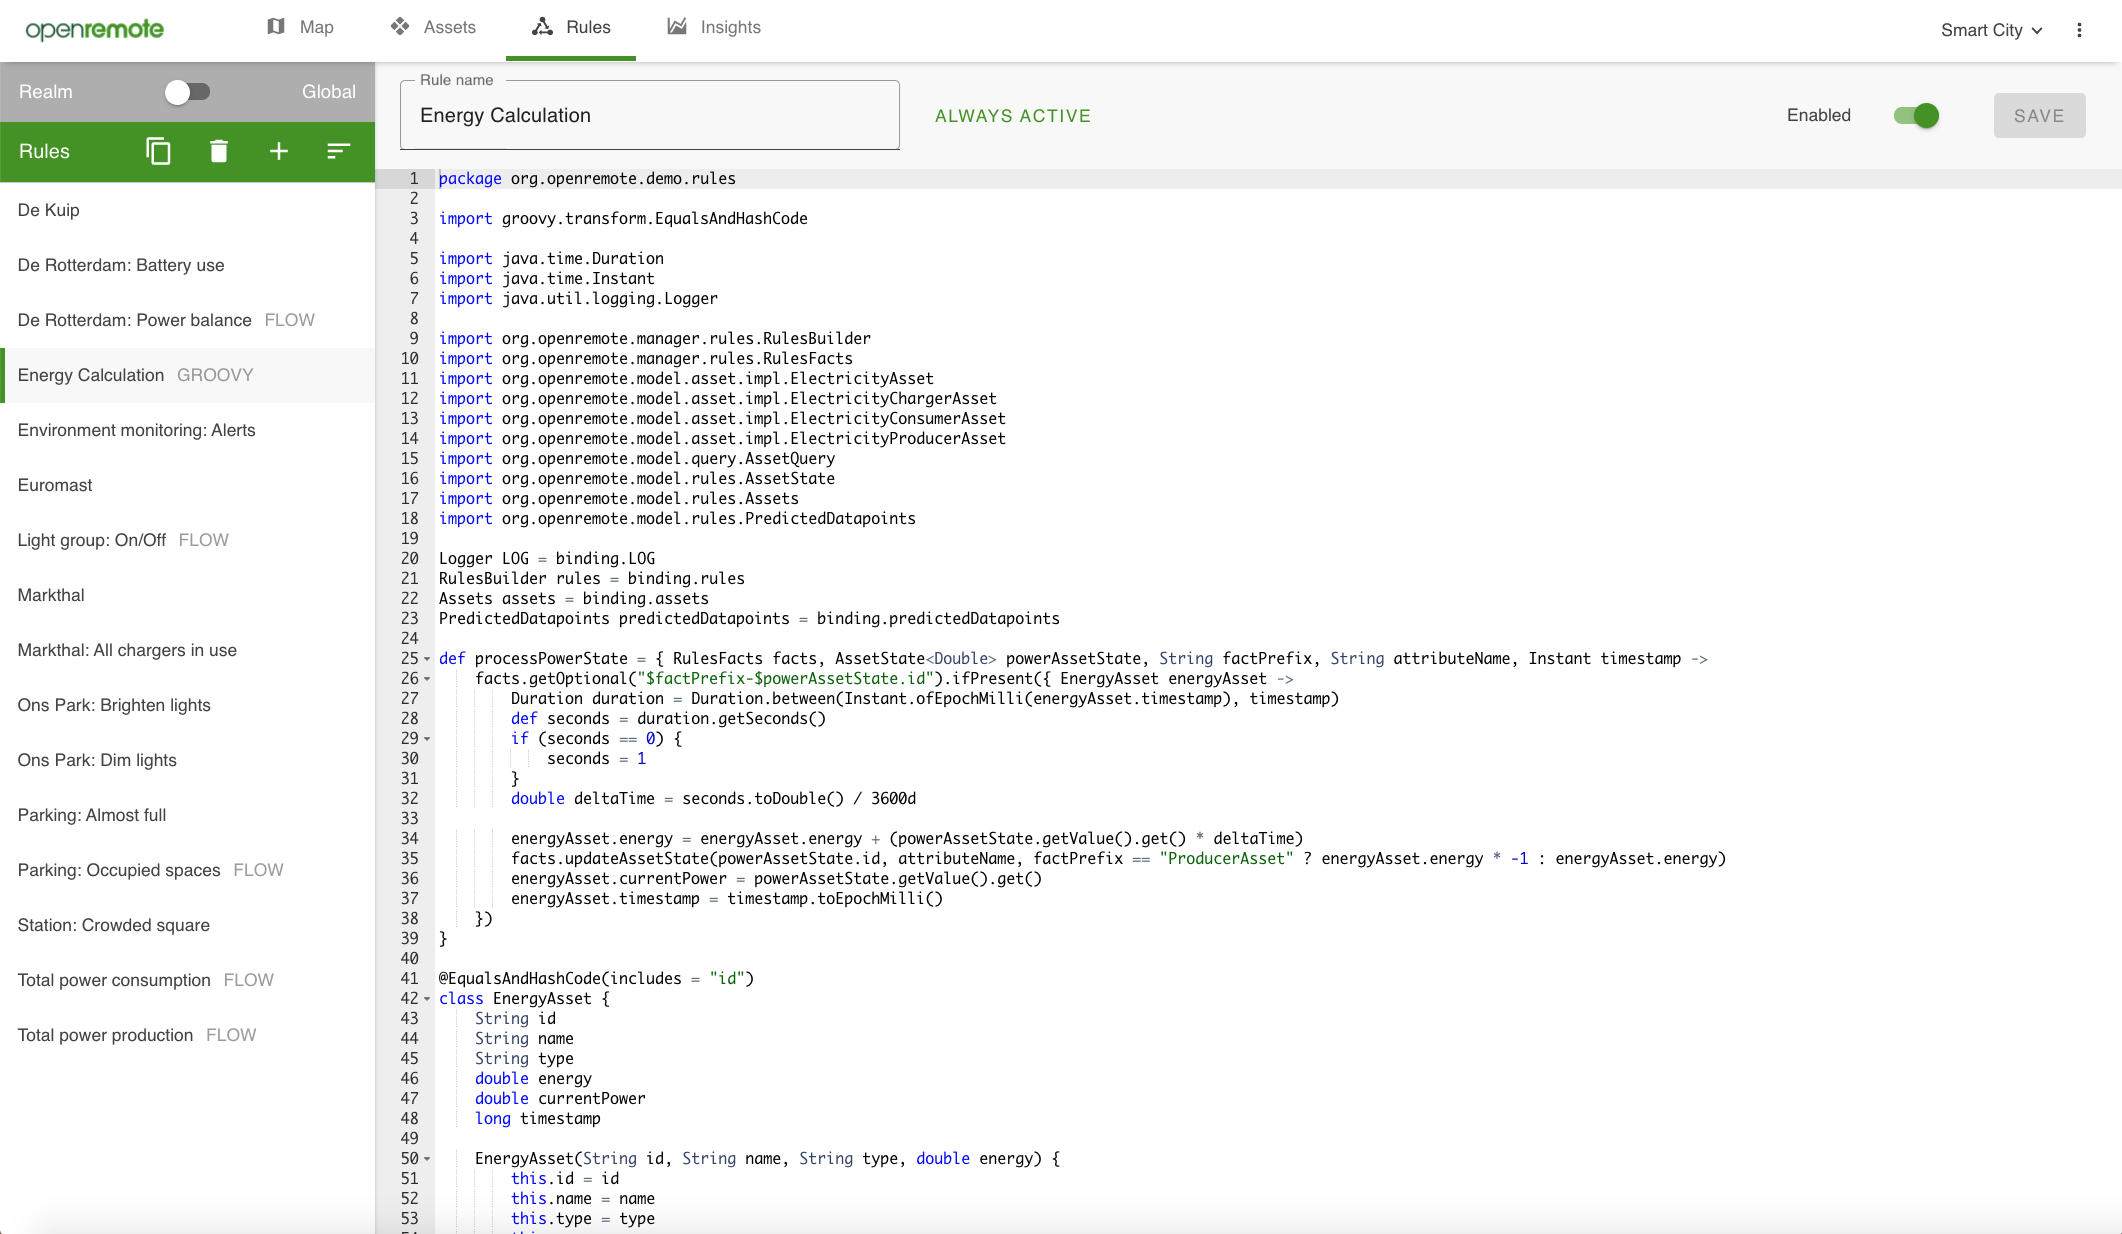 openremote
Map
Assets
Rules
Insights
Smart City
Realm
Global
Rules
De Kuip
De Rotterdam: Battery use
De Rotterdam: Power balance FLOW
Energy Calculation GROOVY
Environment monitoring: Alerts
Euromast
Light group: On/Off FLOW
Markthal
Markthal: All chargers in use
Ons Park: Brighten lights
Ons Park: Dim lights
Parking: Almost full
Parking: Occupied spaces FLOW
Station: Crowded square
Total power consumption FLOW
Total power production FLOW
Rule name
Energy Calculation
ALWAYS ACTIVE
Enabled
SAVE
1 package org.openremote.demo.rules
2
3 import groovy.transform.EqualsAndHashCode
4
5 import java.time.Duration
6 import java.time.Instant
7 import java.util.logging.Logger
8
9 import org.openremote.manager.rules.RulesBuilder
10 import org.openremote.manager.rules.RulesFacts
11 import org.openremote.model.asset.impl.ElectricityAsset
12 import org.openremote.model.asset.impl.ElectricityChargerAsset
13 import org.openremote.model.asset.impl.ElectricityConsumerAsset
14 import org.openremote.model.asset.impl.ElectricityProducerAsset
15 import org.openremote.model.query.AssetQuery
16 import org.openremote.model.rules.AssetState
17 import org.openremote.model.rules.Assets
18 import org.openremote.model.rules.PredictedDatapoints
19
20 Logger LOG = binding.LOG
21 RulesBuilder rules = binding.rules
22 Assets assets = binding.assets
23 PredictedDatapoints predictedDatapoints = binding.predictedDatapoints
24
25 def processPowerState = { RulesFacts facts, AssetState<Double> powerAssetState, String factPrefix, String attributeName, Instant timestamp ->
26 facts.getOptional("$factPrefix-$powerAssetState.id").ifPresent({ EnergyAsset energyAsset ->
27 Duration duration = Duration.between(Instant.ofEpochMilli(energyAsset.timestamp), timestamp)
28 def seconds = duration.getSeconds()
29 if (seconds == 0) {
30 seconds = 1
31 }
32 double deltaTime = seconds.toDouble() / 3600d
33
34 energyAsset.energy = energyAsset.energy + (powerAssetState.getValue().get() * deltaTime)
35 facts.updateAssetState(powerAssetState.id, attributeName, factPrefix == "ProducerAsset" ? energyAsset.energy * -1 : energyAsset.energy)
36 energyAsset.currentPower = powerAssetState.getValue().get()
37 energyAsset.timestamp = timestamp.toEpochMilli()
38 })
39 }
40
41 @EqualsAndHashCode(includes = "id")
42 class EnergyAsset {
43 String id
44 String name
45 String type
46 double energy
47 double currentPower
48 long timestamp
49
50 EnergyAsset(String id, String name, String type, double energy) {
51 this.id = id
52 this.name = name
53 this.type = type